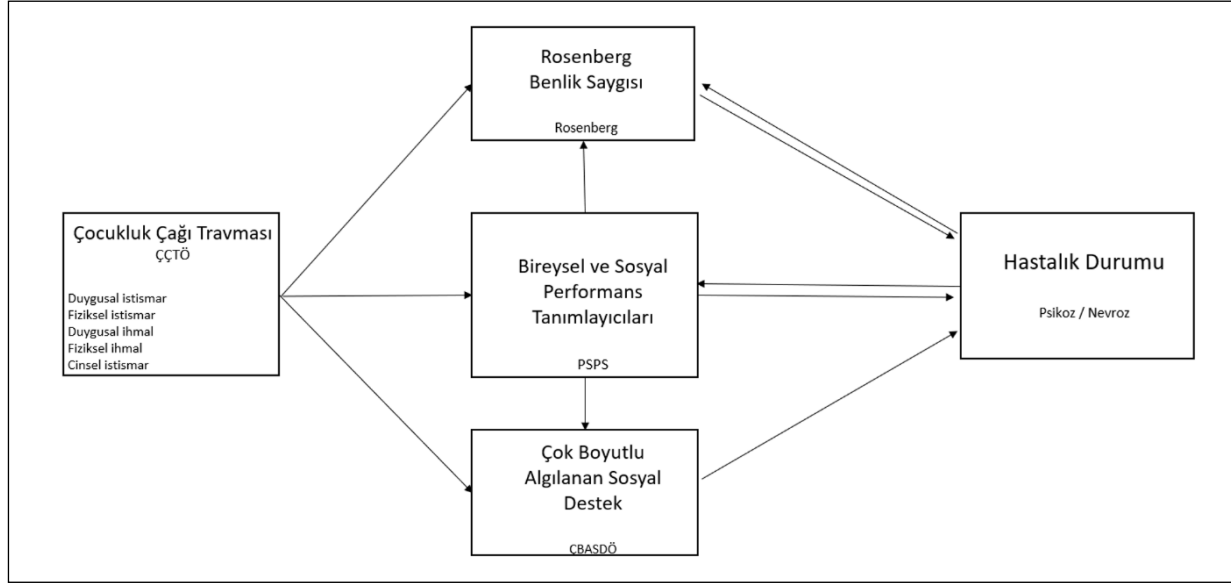 Rosenberg
Benlik Saygısı
Rosenberg
Çocukluk Çağı Travması
ÇÇTÖ
Duygusal istismar
Fiziksel istismar
Duygusal ihmal
Fiziksel ihmal
Cinsel istismar
Bireysel ve Sosyal
Performans
Tanımlayıcıları
PSPS
Hastalık Durumu
Psikoz / Nevroz
Çok Boyutlu
Algılanan Sosyal
Destek
ÇBASDÖ